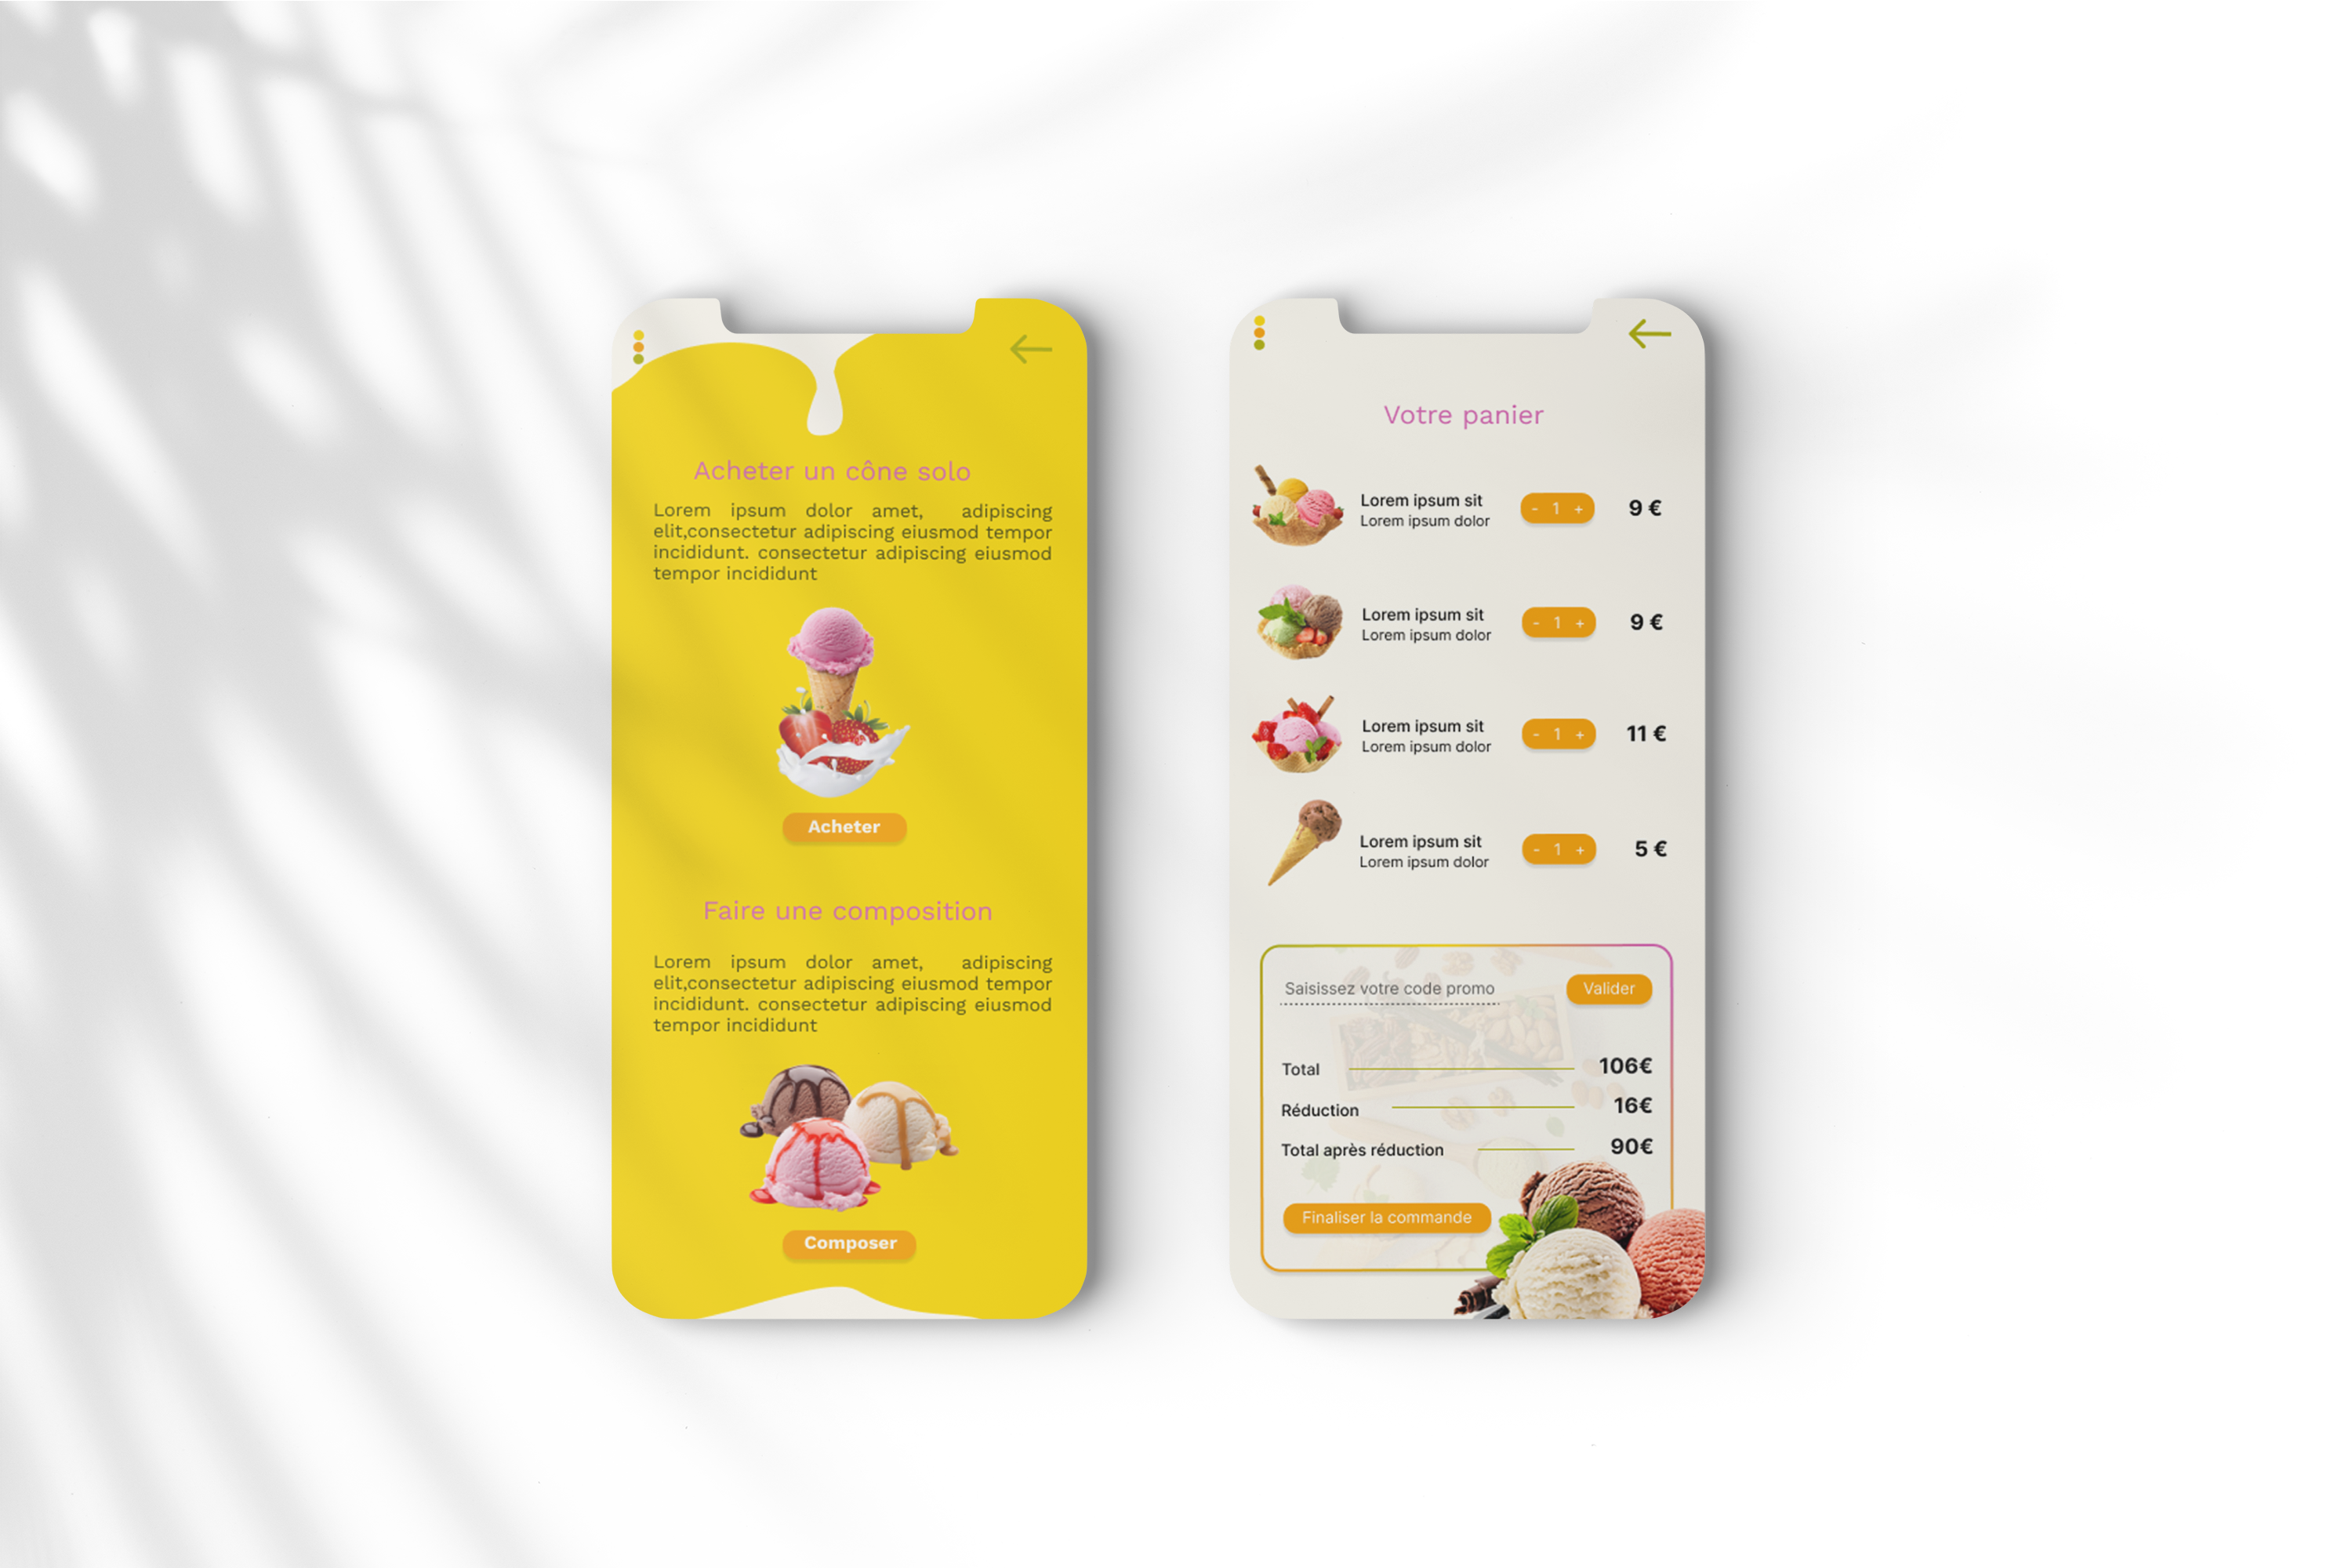 Acheter un cône solo
Lorem ipsum dolor amet, adipiscing
elit,consectetur adipiscing eiusmod tempor
incididunt. consectetur adipiscing eiusmod
tempor incididunt
Acheter
Faire une composition
Lorem ipsum dolor amet, adipiscing
elit,consectetur adipiscing eiusmod tempor
incididunt. consectetur adipiscing eiusmod
tempor incididunt
Composer
Votre panier
Lorem ipsum sit
Lorem ipsum dolor
- 1 +
9 €
Lorem ipsum sit
Lorem ipsum dolor
- 1 +
9 €
Lorem ipsum sit
Lorem ipsum dolor
- 1 +
11 €
Lorem ipsum sit
Lorem ipsum dolor
- 1 +
5 €
Saisissez votre code promo
Valider
Total 106€
Réduction 16€
Total après réduction 90€
Finaliser la commande